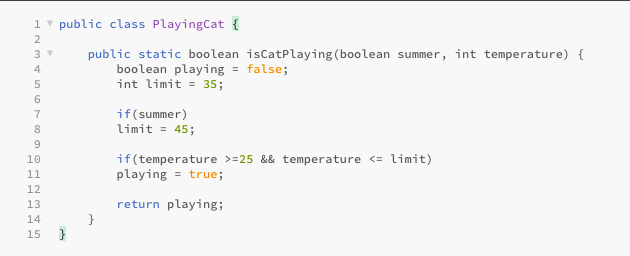 1 public class PlayingCat {
2
3 public static boolean isCatPlaying(boolean summer, int temperature) {
4 boolean playing = false;
5 int limit = 35;
6
7 if(summer)
8 limit = 45;
9
10 if(temperature >=25 && temperature <= limit)
11 playing = true;
12
13 return playing;
14 }
15 }